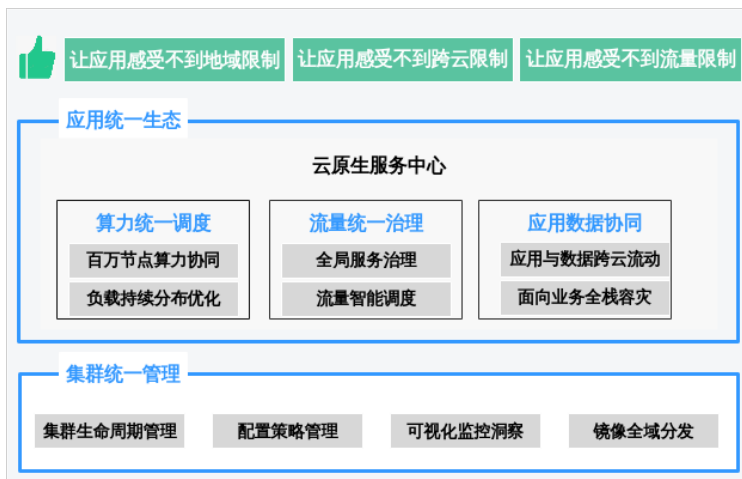 让应用感受不到地域限制 让应用感受不到跨云限制 让应用感受不到流量限制
应用统一生态
云原生服务中心
算力统一调度 流量统一治理 应用数据协同
百万节点算力协同 全局服务治理 应用与数据跨云流动
负载持续分布优化 流量智能调度 面向业务全栈容灾
集群统一管理
集群生命周期管理 配置策略管理 可视化监控洞察 镜像全域分发